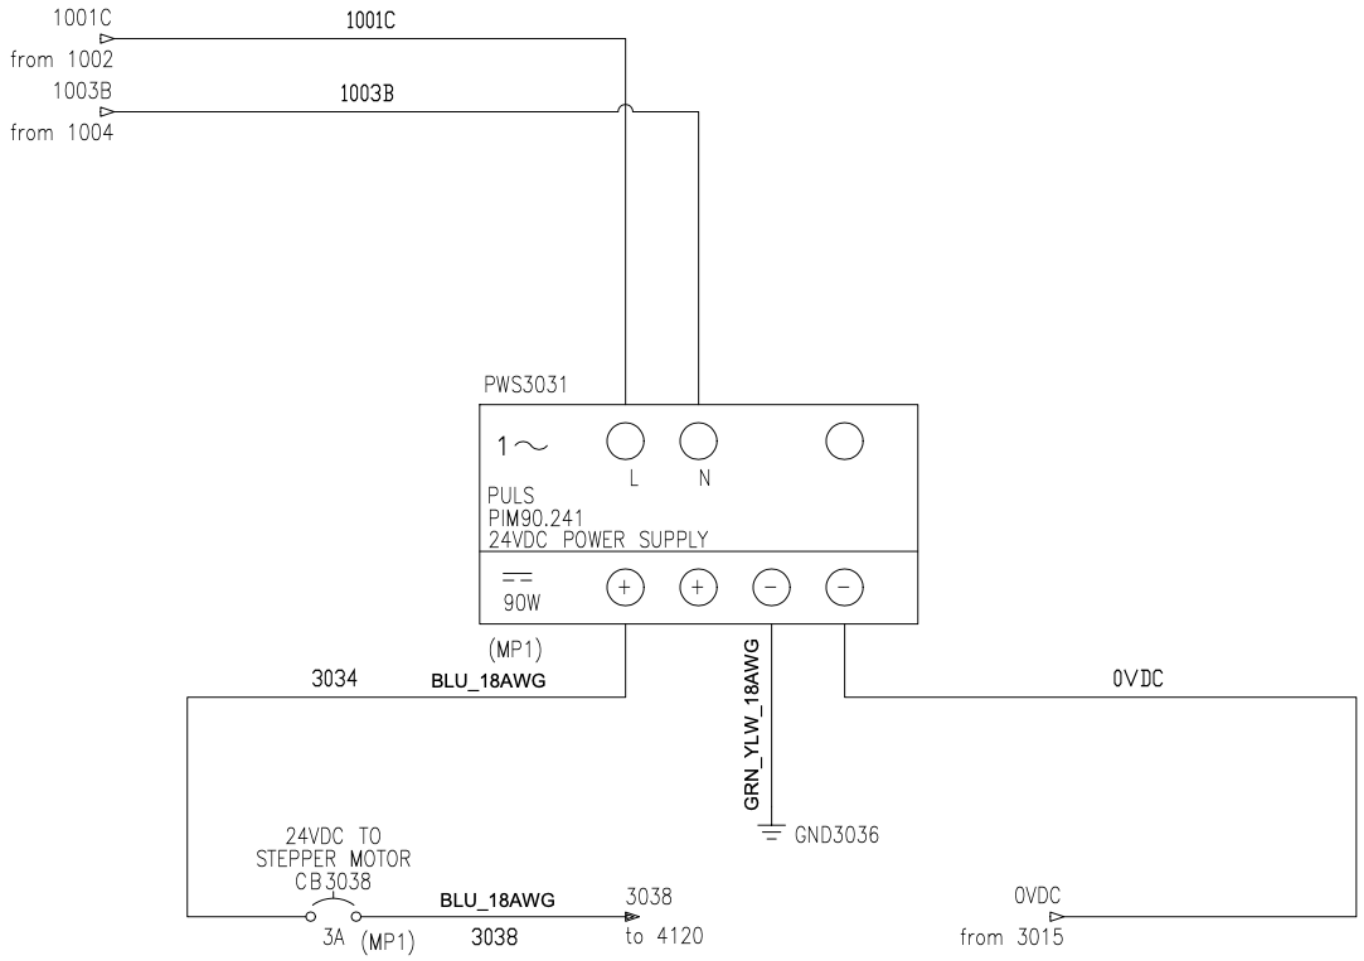 1001C
1001C
from 1002
1003B
1003B
from 1004
PWS3031
1
L
N
PULS
PIM90.241
24VDC POWER SUPPLY
90W
+
+
−
−
(MP1)
3034
BLU_18AWG
GRN_YLW_18AWG
0VDC
GND3036
24VDC TO
STEPPER MOTOR
CB3038
3A
(MP1)
BLU_18AWG
3038
3038
to 4120
0VDC
from 3015